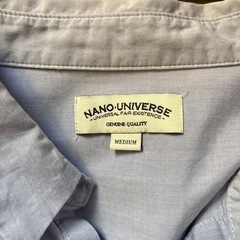 NANO·UNIVERSE
–UNIVERSAL FAIR EXISTENCE–
GENUINE QUALITY
MEDIUM